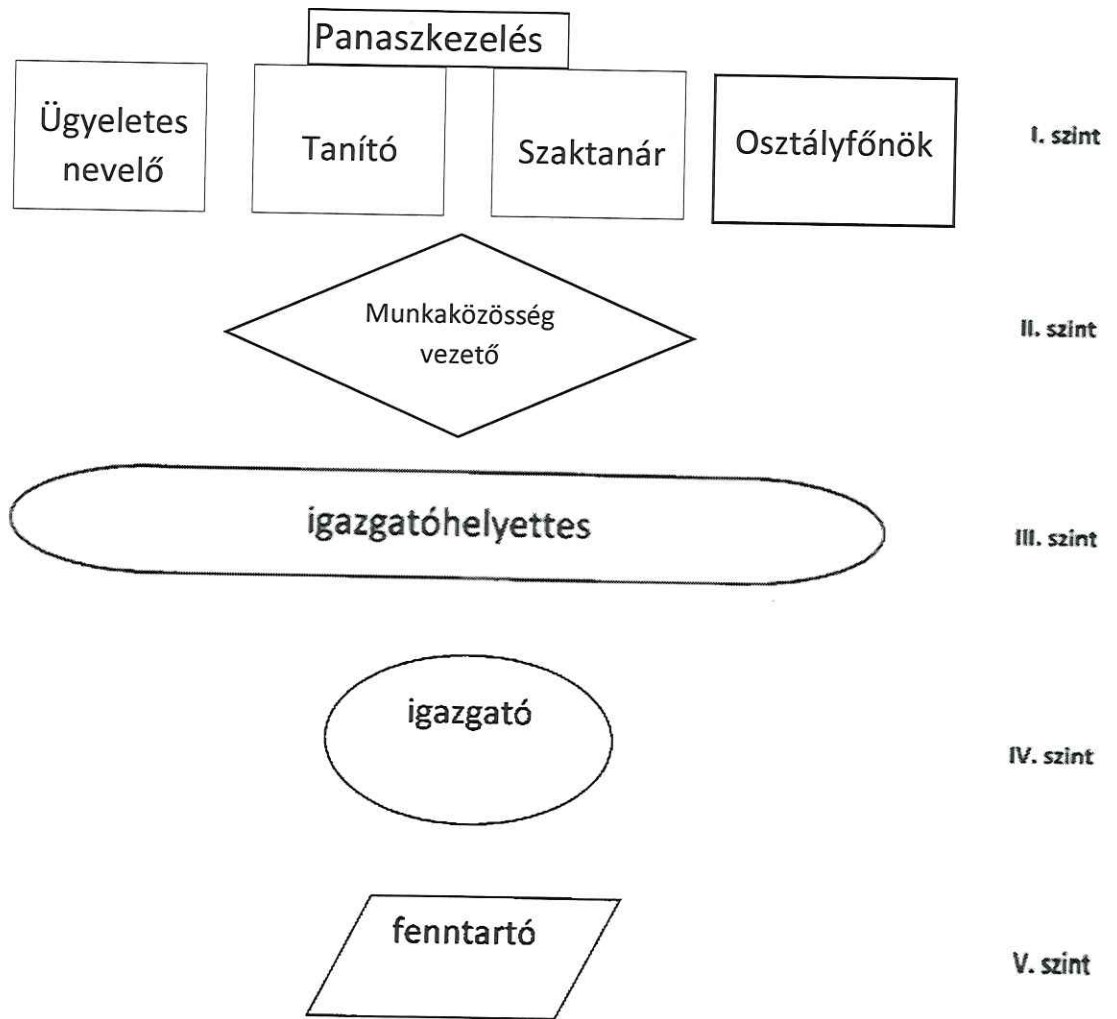 Panaszkezelés
Ügyeletes
nevelő
Tanító
Szaktanár
Osztályfőnök
I. szint
Munkaközösség
vezető
II. szint
igazgatóhelyettes
III. szint
igazgató
IV. szint
fenntartó
V. szint